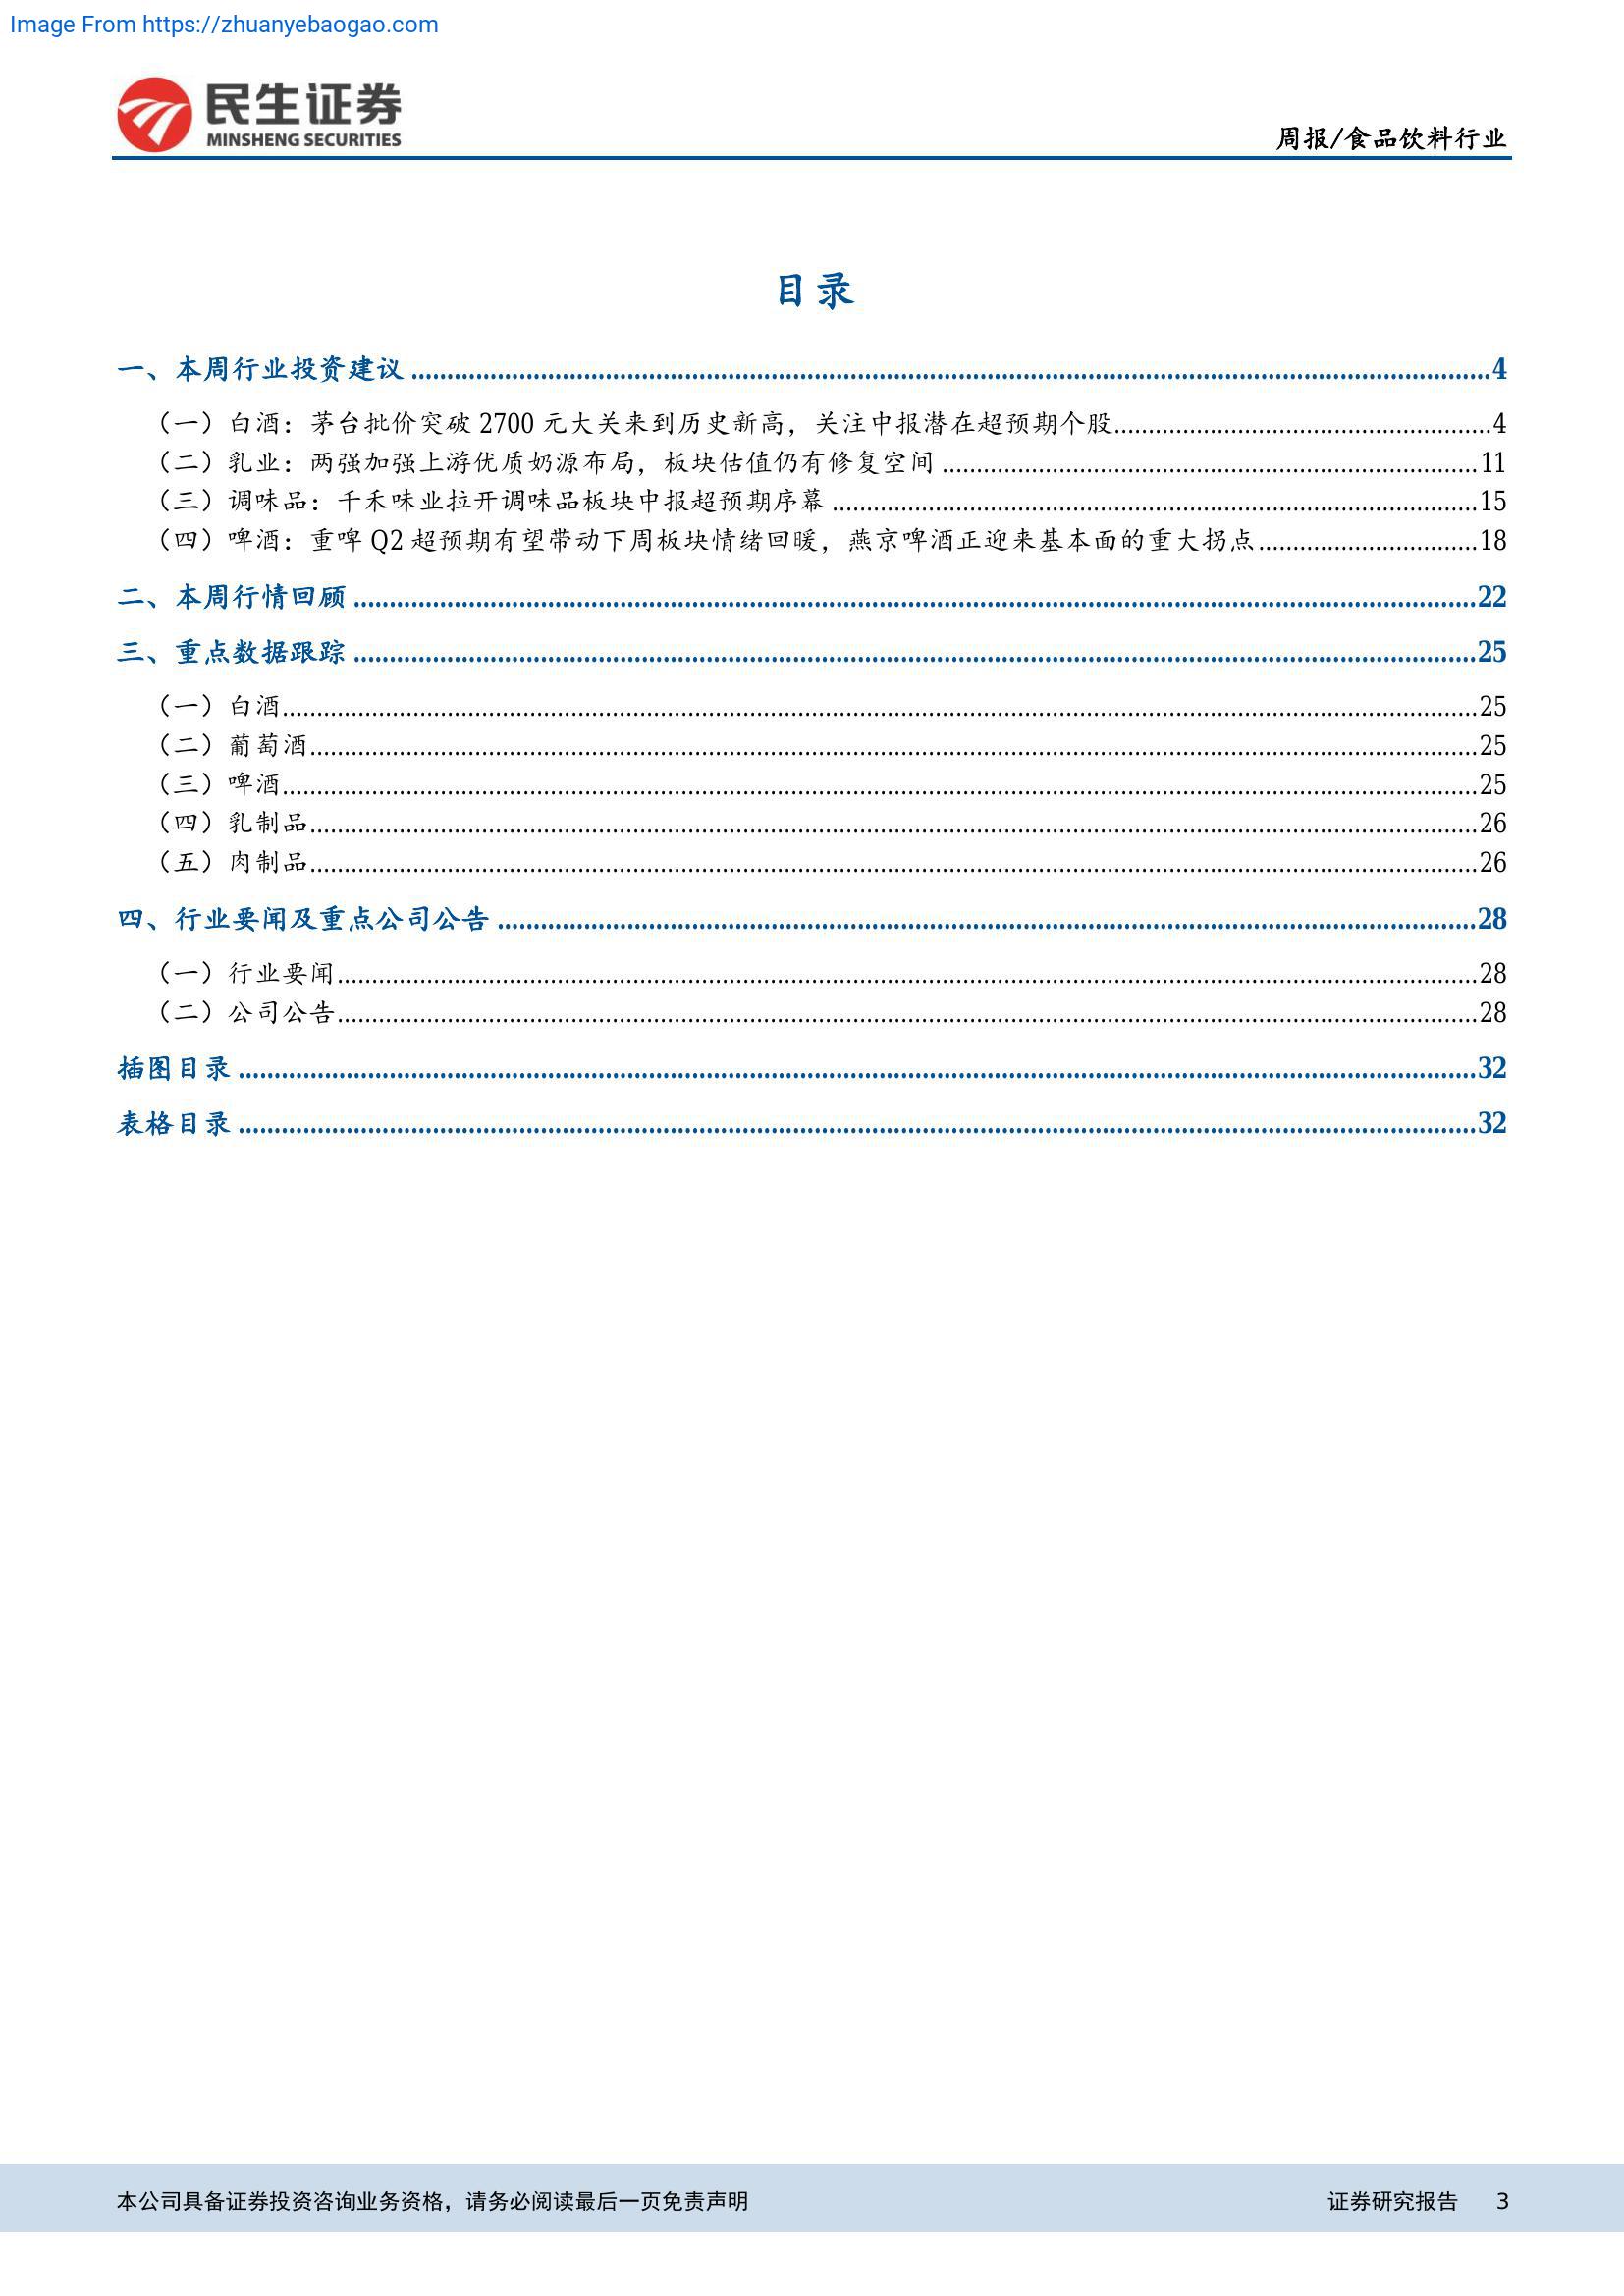 Image From https://zhuanyebaogao.com
民生证券
MINSHENG SECURITIES
周报/食品饮料行业
目录
一、本周行业投资建议 4
（一）白酒：茅台批价突破 2700 元大关来到历史新高，关注中报潜在超预期个股 4
（二）乳业：两强加强上游优质奶源布局，板块估值仍有修复空间 11
（三）调味品：千禾味业拉开调味品板块中报超预期序幕 15
（四）啤酒：重啤 Q2 超预期有望带动下周板块情绪回暖，燕京啤酒正迎来基本面的重大拐点 18
二、本周行情回顾 22
三、重点数据跟踪 25
（一）白酒 25
（二）葡萄酒 25
（三）啤酒 25
（四）乳制品 26
（五）肉制品 26
四、行业要闻及重点公司公告 28
（一）行业要闻 28
（二）公司公告 28
插图目录 32
表格目录 32
本公司具备证券投资咨询业务资格，请务必阅读最后一页免责声明
证券研究报告 3